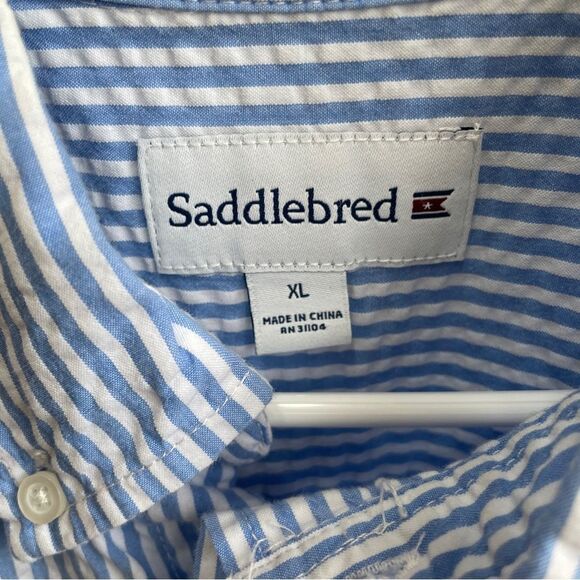 Saddlebred
XL
MADE IN CHINA
RN 31104